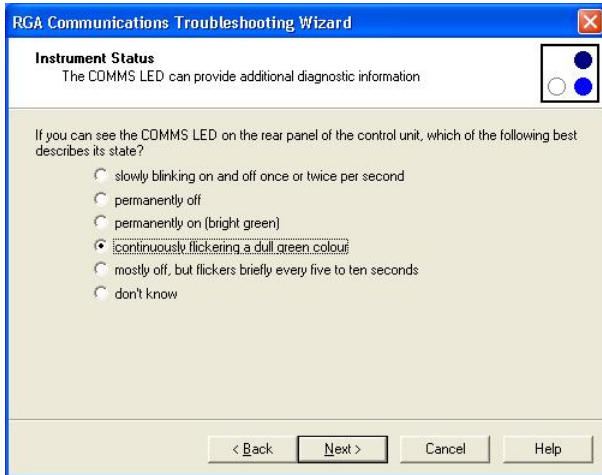 RGA Communications Troubleshooting Wizard
Instrument Status
The COMMS LED can provide additional diagnostic information
If you can see the COMMS LED on the rear panel of the control unit, which of the following best
describes its state?
slowly blinking on and off once or twice per second
permanently off
permanently on (bright green)
continuously flickering a dull green colour
mostly off, but flickers briefly every five to ten seconds
don't know
< Back
Next >
Cancel
Help